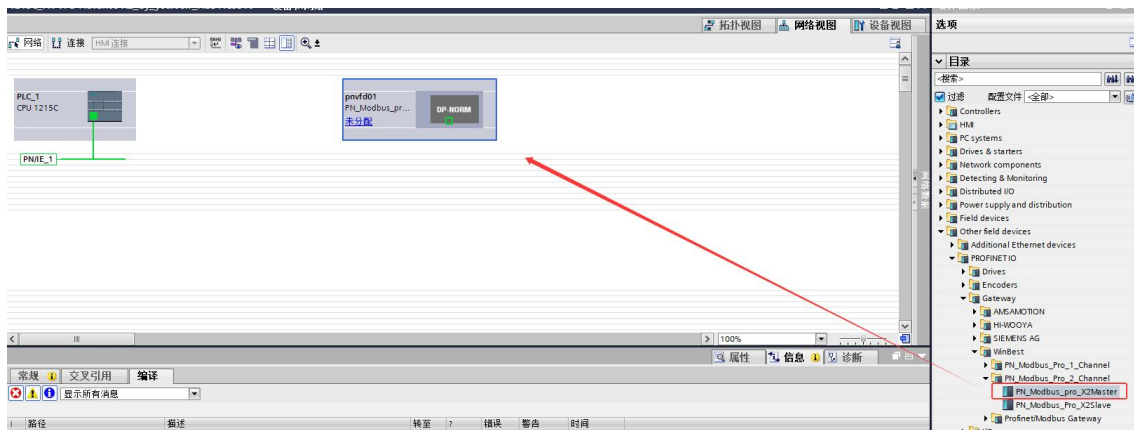 拓扑视图 网络视图 设备视图
选项
网络 连接 HMI 连接
目录
<搜索>
过滤 配置文件 <全部>
PLC_1
CPU 1215C
pnvfd01
PN_Modbus_pr...
DP-NORM
未分配
PN/IE_1
Controllers
HMI
PC systems
Drives & starters
Network components
Detecting & Monitoring
Distributed I/O
Power supply and distribution
Field devices
Other field devices
Additional Ethernet devices
PROFINET IO
Drives
Encoders
Gateway
AMSAMOTION
HI-WOOYA
SIEMENS AG
WinBest
PN_Modbus_Pro_1_Channel
PN_Modbus_Pro_2_Channel
PN_Modbus_pro_X2Master
PN_Modbus_Pro_X2Slave
Profinet/Modbus Gateway
100%
属性 信息 诊断
常规 交叉引用 编译
显示所有消息
! 路径 描述 转至 ? 错误 警告 时间